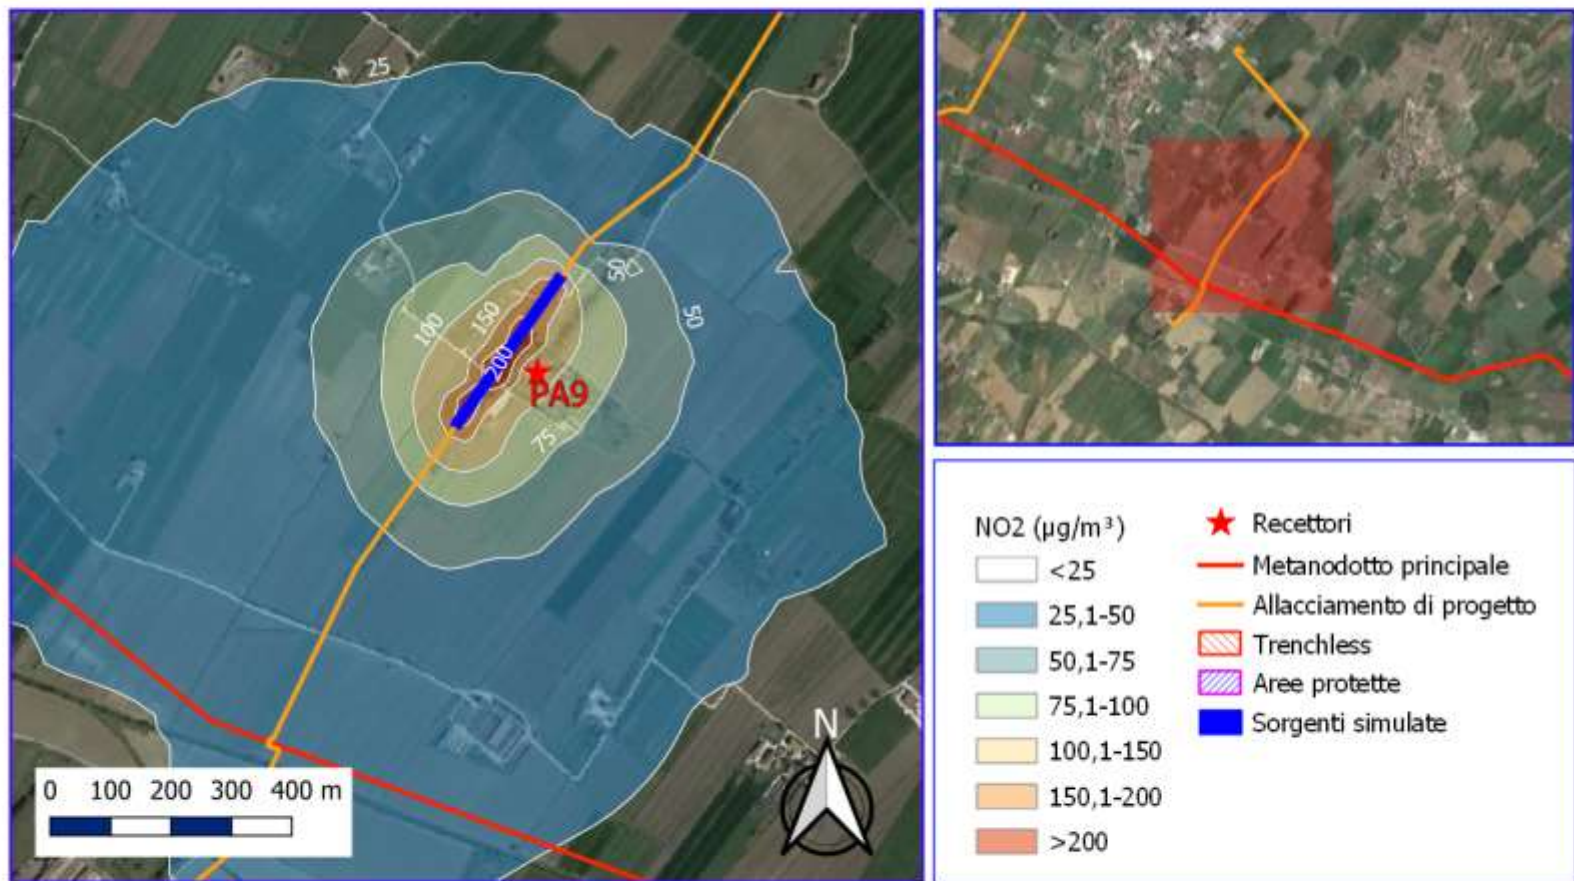 25
50
50
100
150
200
PA9
75
N
0 100 200 300 400 m
NO2 (µg/m³)
<25
25,1-50
50,1-75
75,1-100
100,1-150
150,1-200
>200
Recettori
Metanodotto principale
Allacciamento di progetto
Trenchless
Aree protette
Sorgenti simulate